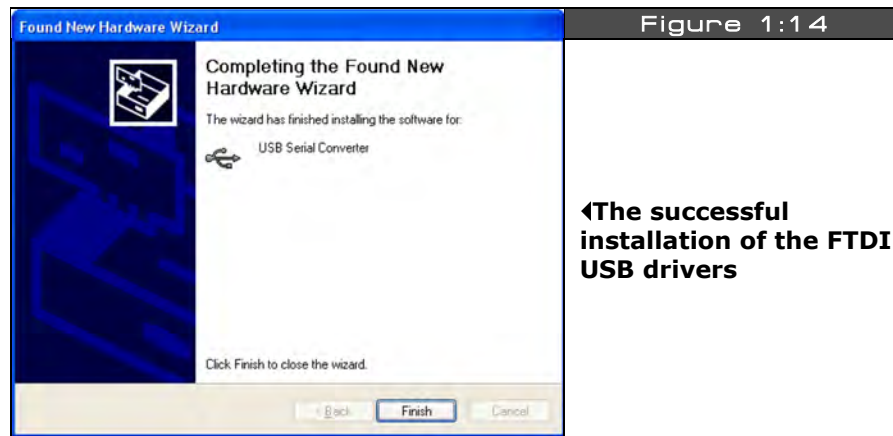 Found New Hardware Wizard
Completing the Found New
Hardware Wizard
The wizard has finished installing the software for:
USB Serial Converter
Click Finish to close the wizard.
< Back
Finish
Cancel
Figure 1:14
The successful
installation of the FTDI
USB drivers